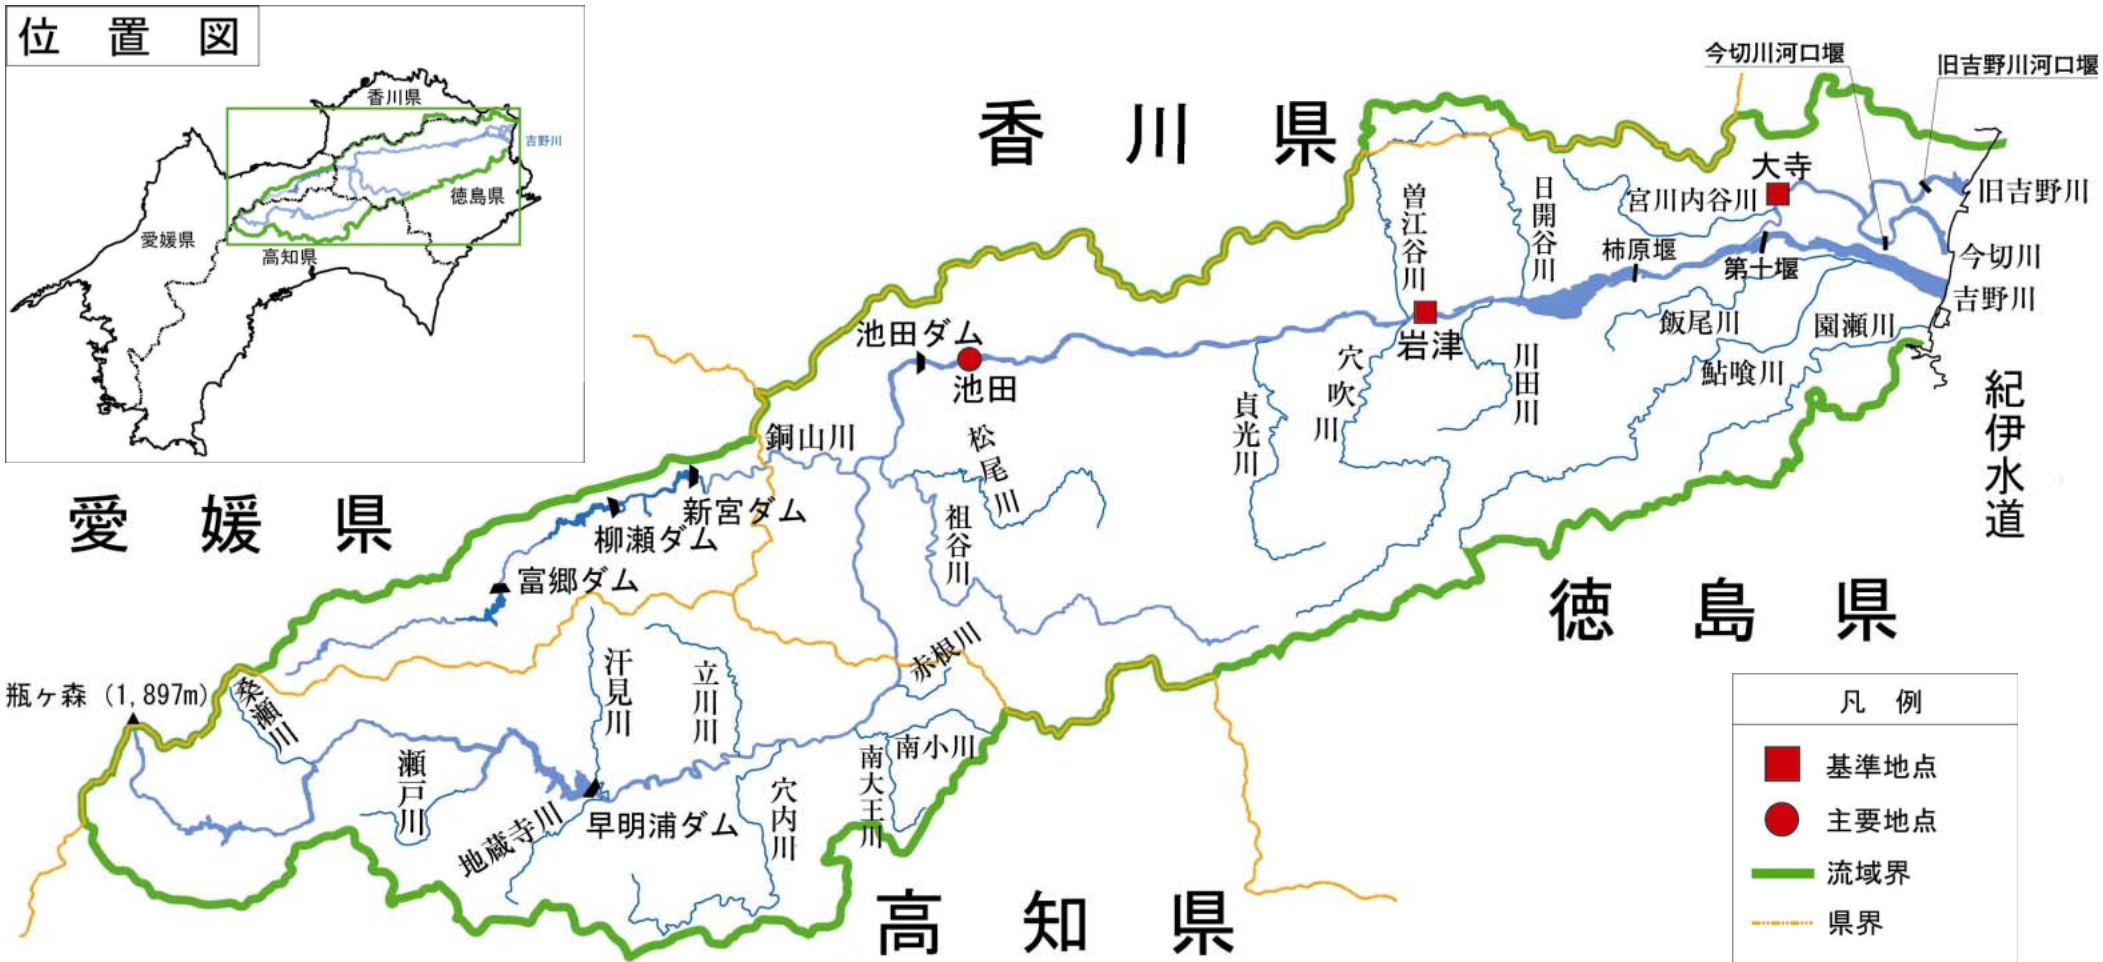 位置図
香川県
吉野川
徳島県
愛媛県
高知県
今切川河口堰
旧吉野川河口堰
香川県
大寺
旧吉野川
曽江谷川
日開谷川
宮川内谷川
柿原堰
第十堰
今切川
吉野川
池田ダム
池田
岩津
飯尾川
園瀬川
鮎喰川
穴吹川
川田川
貞光川
紀伊水道
銅山川
松尾川
愛媛県
新宮ダム
柳瀬ダム
祖谷川
富郷ダム
徳島県
瓶ヶ森（1,897m）
桑瀬川
汗見川
立川川
赤根川
瀬戸川
南小川
南大王川
地蔵寺川
早明浦ダム
穴内川
高知県
凡例
基準地点
主要地点
流域界
県界